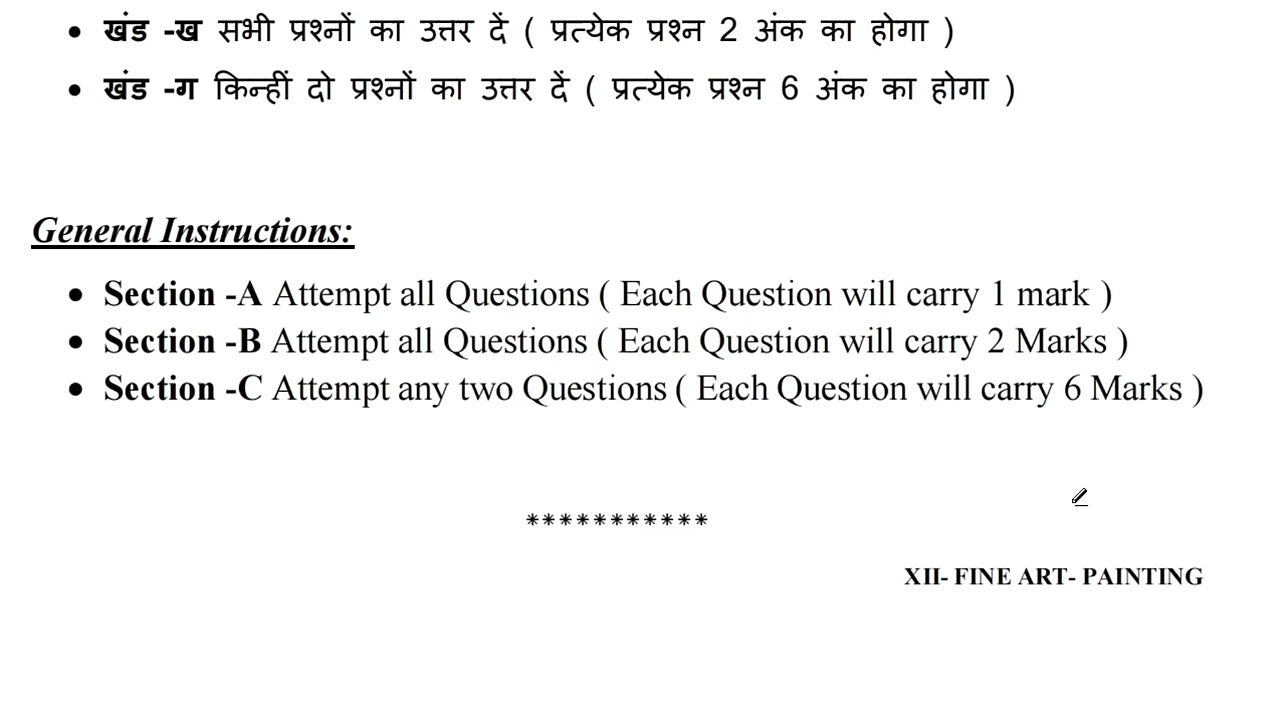 • खंड -ख सभी प्रश्नों का उत्तर दें ( प्रत्येक प्रश्न 2 अंक का होगा )
• खंड -ग किन्हीं दो प्रश्नों का उत्तर दें ( प्रत्येक प्रश्न 6 अंक का होगा )
General Instructions:
• Section -A Attempt all Questions ( Each Question will carry 1 mark )
• Section -B Attempt all Questions ( Each Question will carry 2 Marks )
• Section -C Attempt any two Questions ( Each Question will carry 6 Marks )
***********
XII- FINE ART- PAINTING